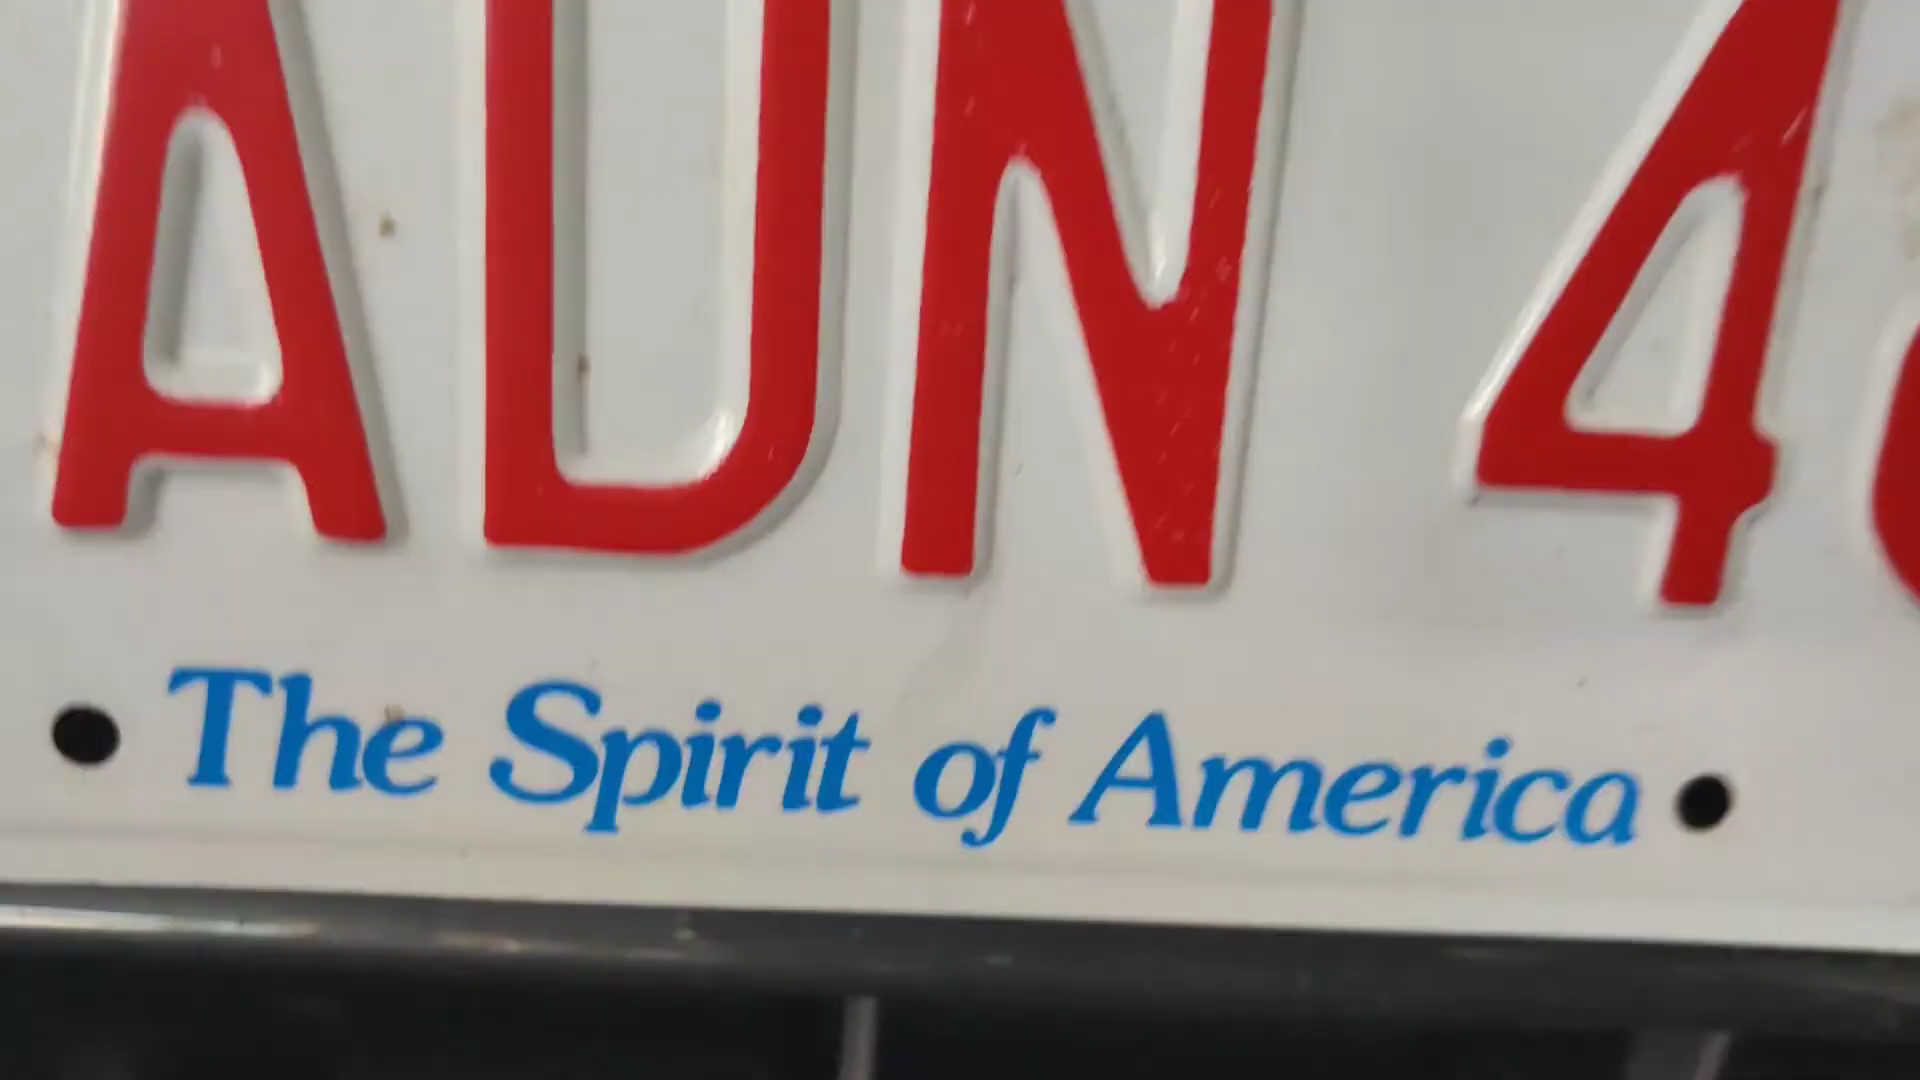 ADN 4
The Spirit of America